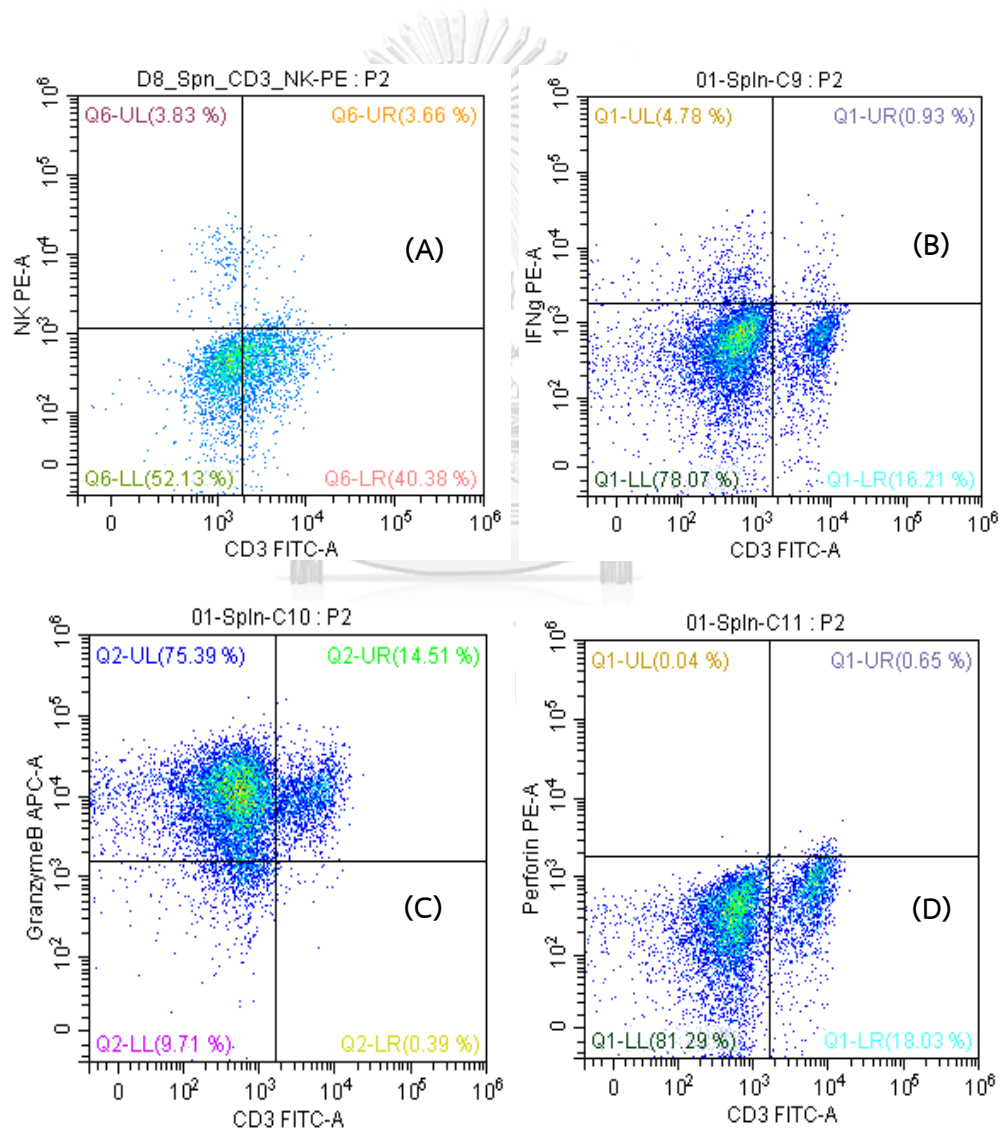 D8_Spn_CD3_NK-PE : P2
Q6-UL(3.83 %)
Q6-UR(3.66 %)
10^6
10^5
10^4
10^3
10^2
0
NK PE-A
(A)
Q6-LL(52.13 %)
Q6-LR(40.38 %)
0
10^3
10^4
10^5
10^6
CD3 FITC-A
01-Spln-C9 : P2
Q1-UL(4.78 %)
Q1-UR(0.93 %)
10^6
10^5
10^4
10^3
10^2
0
IFNg PE-A
(B)
Q1-LL(78.07 %)
Q1-LR(16.21 %)
0
10^2
10^3
10^4
10^5
10^6
CD3 FITC-A
01-Spln-C10 : P2
Q2-UL(75.39 %)
Q2-UR(14.51 %)
10^6
10^5
10^4
10^3
10^2
0
GranzymeB APC-A
(C)
Q2-LL(9.71 %)
Q2-LR(0.39 %)
0
10^2
10^3
10^4
10^5
10^6
CD3 FITC-A
01-Spln-C11 : P2
Q1-UL(0.04 %)
Q1-UR(0.65 %)
10^6
10^5
10^4
10^3
10^2
0
Perforin PE-A
(D)
Q1-LL(81.29 %)
Q1-LR(18.03 %)
0
10^2
10^3
10^4
10^5
10^6
CD3 FITC-A